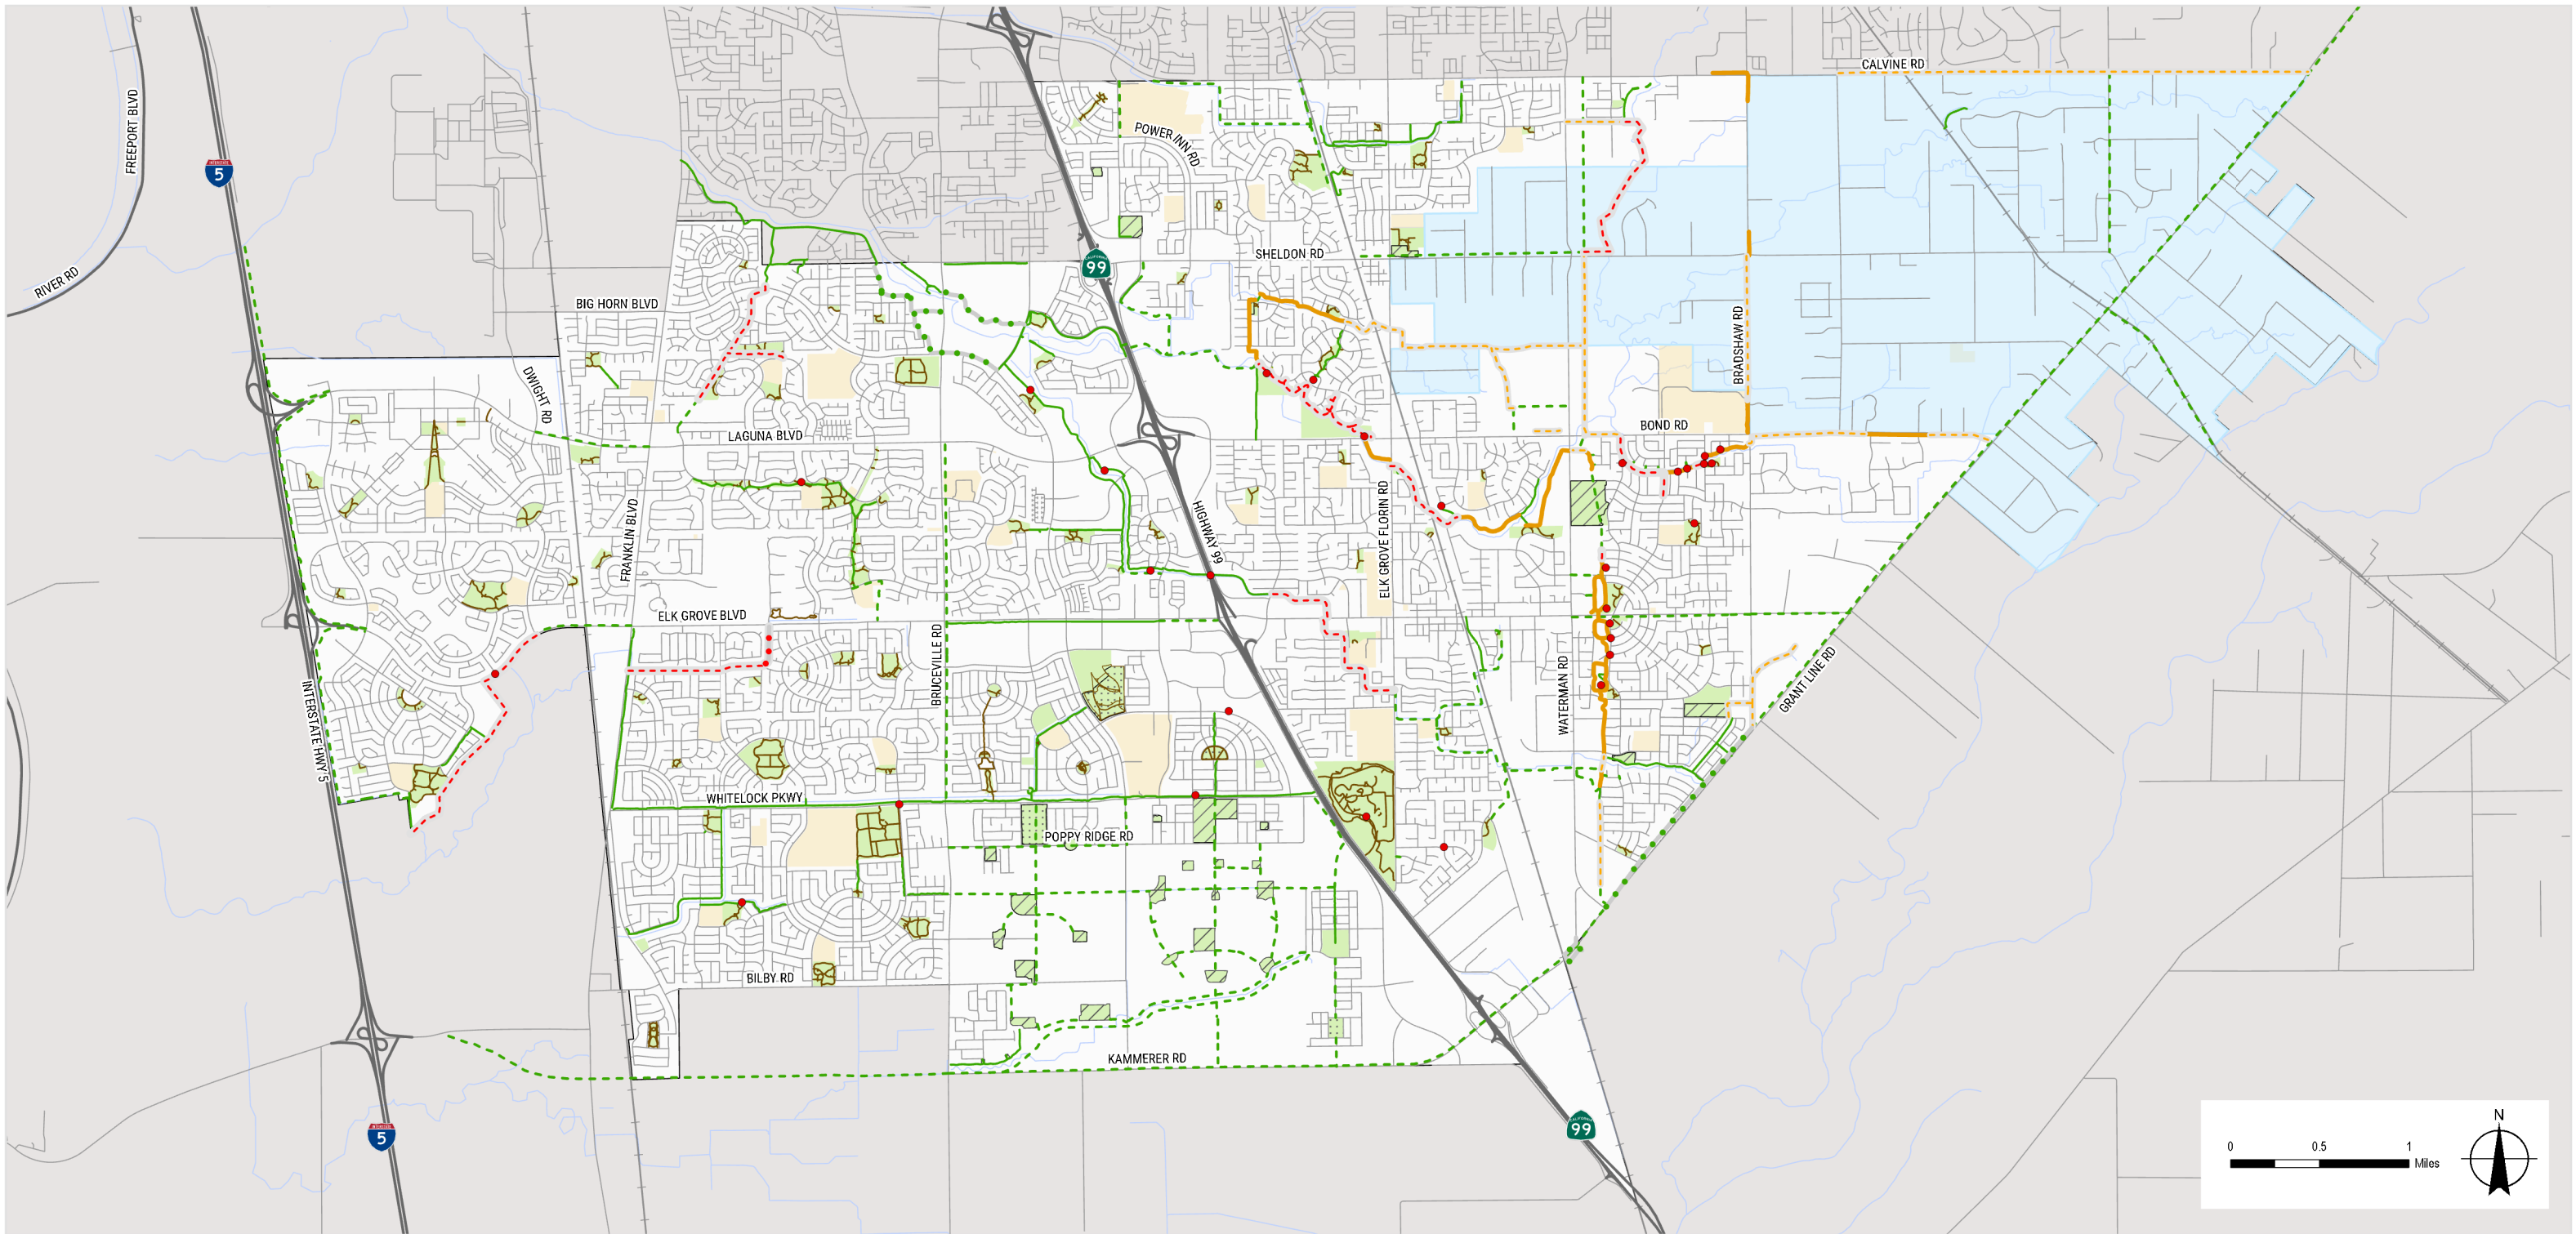 CALVINE RD
FREEPORT BLVD
POWER INN RD
5
RIVER RD
SHELDON RD
CALIFORNIA
99
BIG HORN BLVD
BRADSHAW RD
DWIGHT RD
LAGUNA BLVD
BOND RD
FRANKLIN BLVD
HIGHWAY 99
ELK GROVE FLORIN RD
ELK GROVE BLVD
BRUCEVILLE RD
WATERMAN RD
GRANT LINE RD
INTERSTATE HWY 5
WHITELOCK PKWY
POPPY RIDGE RD
BILBY RD
KAMMERER RD
5
99
N
0 0.5 1
Miles